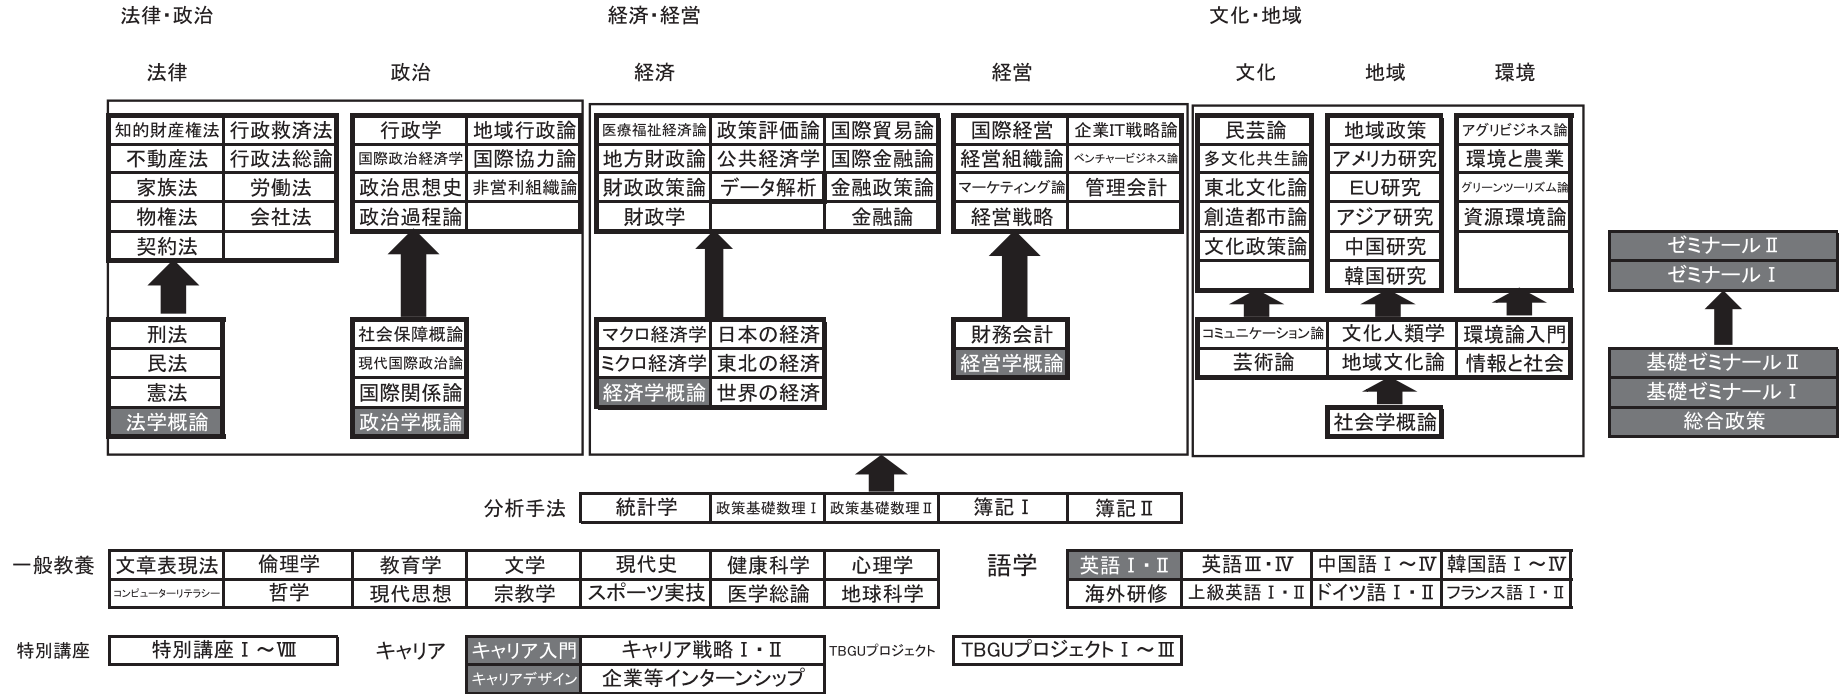 法律・政治 経済・経営 文化・地域
法律 政治 経済 経営 文化 地域 環境
知的財産権法 行政救済法
不動産法 行政法総論
家族法 労働法
物権法 会社法
契約法
刑法
民法
憲法
法学概論
行政学 地域行政論
国際政治経済学 国際協力論
政治思想史 非営利組織論
政治過程論
社会保障概論
現代国際政治論
国際関係論
政治学概論
医療福祉経済論 政策評価論 国際貿易論
地方財政論 公共経済学 国際金融論
財政政策論 データ解析 金融政策論
財政学 金融論
マクロ経済学 日本の経済
ミクロ経済学 東北の経済
経済学概論 世界の経済
国際経営 企業IT戦略論
経営組織論 ベンチャービジネス論
マーケティング論 管理会計
経営戦略
財務会計
経営学概論
民芸論 地域政策 アグリビジネス論
多文化共生論 アメリカ研究 環境と農業
東北文化論 EU研究 グリーンツーリズム論
創造都市論 アジア研究 資源環境論
文化政策論 中国研究
韓国研究
コミュニケーション論 文化人類学 環境論入門
芸術論 地域文化論 情報と社会
社会学概論
ゼミナールⅡ
ゼミナールⅠ
基礎ゼミナールⅡ
基礎ゼミナールⅠ
総合政策
分析手法 統計学 政策基礎数理Ⅰ 政策基礎数理Ⅱ 簿記Ⅰ 簿記Ⅱ
一般教養 文章表現法 倫理学 教育学 文学 現代史 健康科学 心理学
コンピューターリテラシー 哲学 現代思想 宗教学 スポーツ実技 医学総論 地球科学
語学 英語Ⅰ・Ⅱ 英語Ⅲ・Ⅳ 中国語Ⅰ～Ⅳ 韓国語Ⅰ～Ⅳ
海外研修 上級英語Ⅰ・Ⅱ ドイツ語Ⅰ・Ⅱ フランス語Ⅰ・Ⅱ
特別講座 特別講座Ⅰ～Ⅷ
キャリア キャリア入門 キャリア戦略Ⅰ・Ⅱ
キャリアデザイン 企業等インターンシップ
TBGUプロジェクト TBGUプロジェクトⅠ～Ⅲ